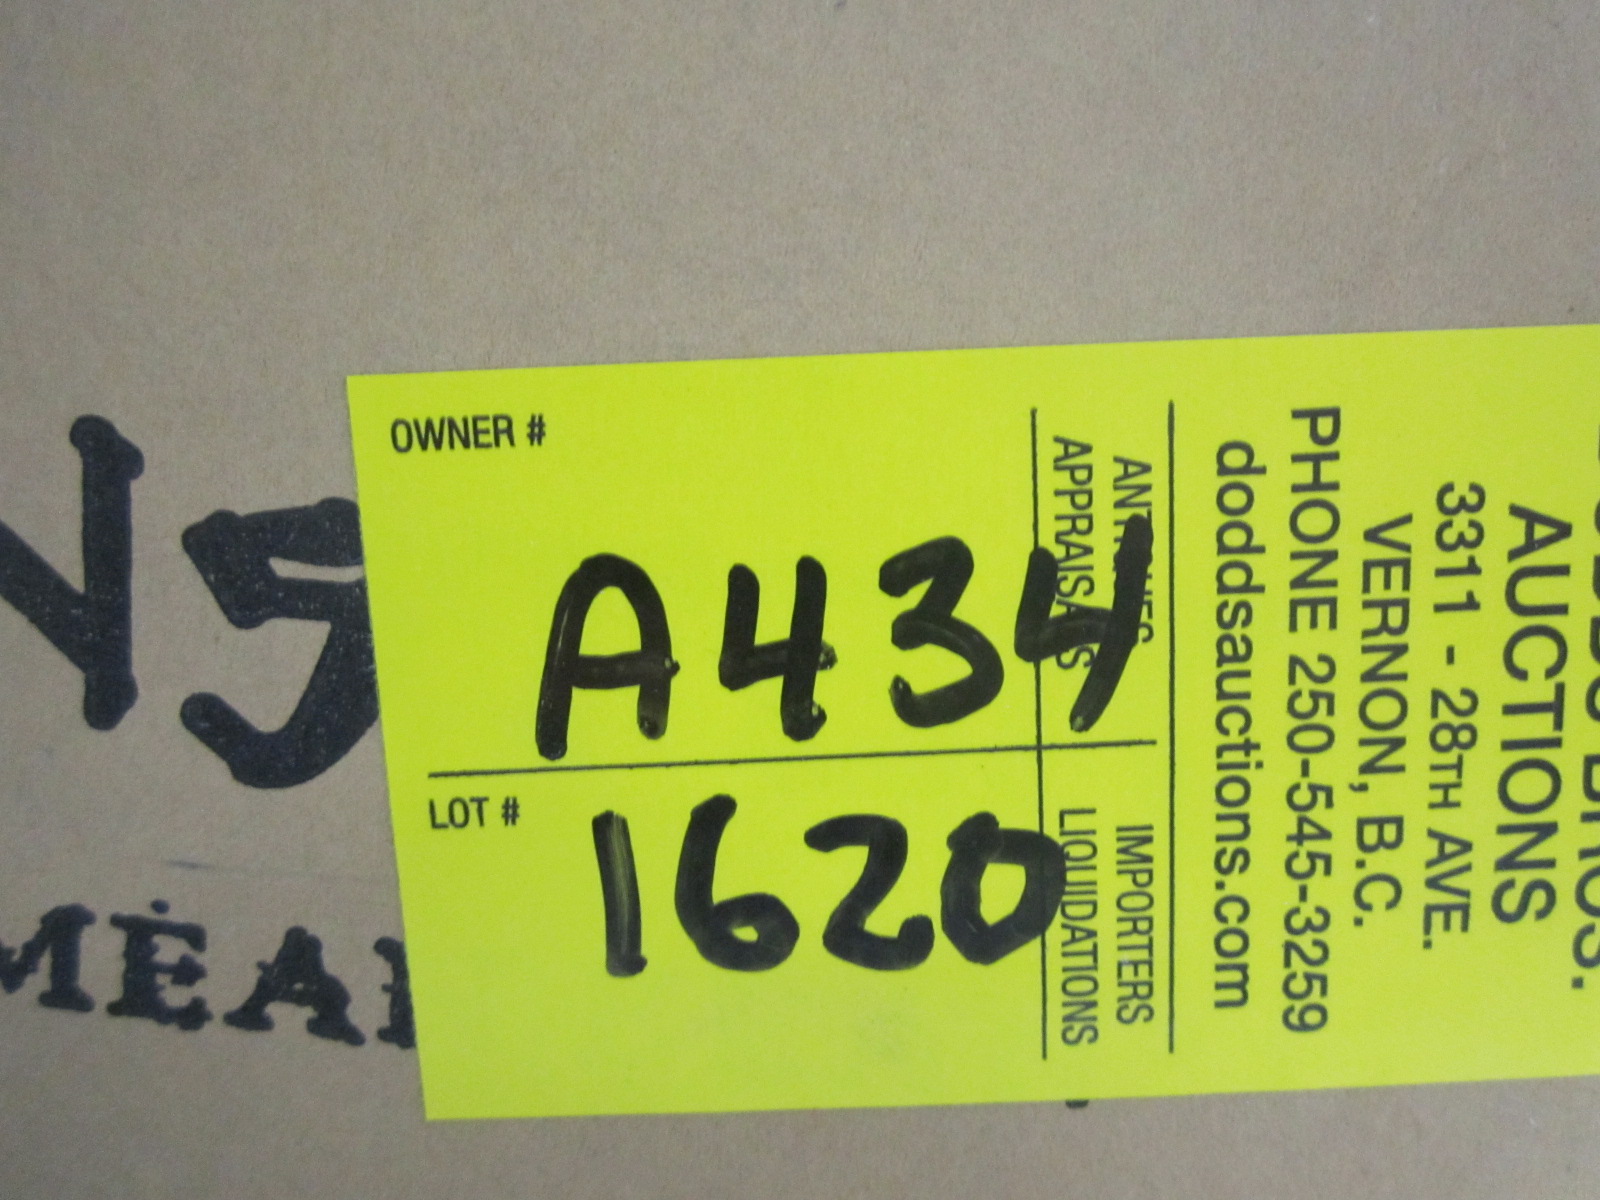 OWNER #
A434
LOT #
1620
AUCTIONS
3311 - 28TH AVE.
VERNON, B.C.
PHONE 250-545-3259
doddsauctions.com
ANTIQUES IMPORTERS
APPRAISALS LIQUIDATIONS